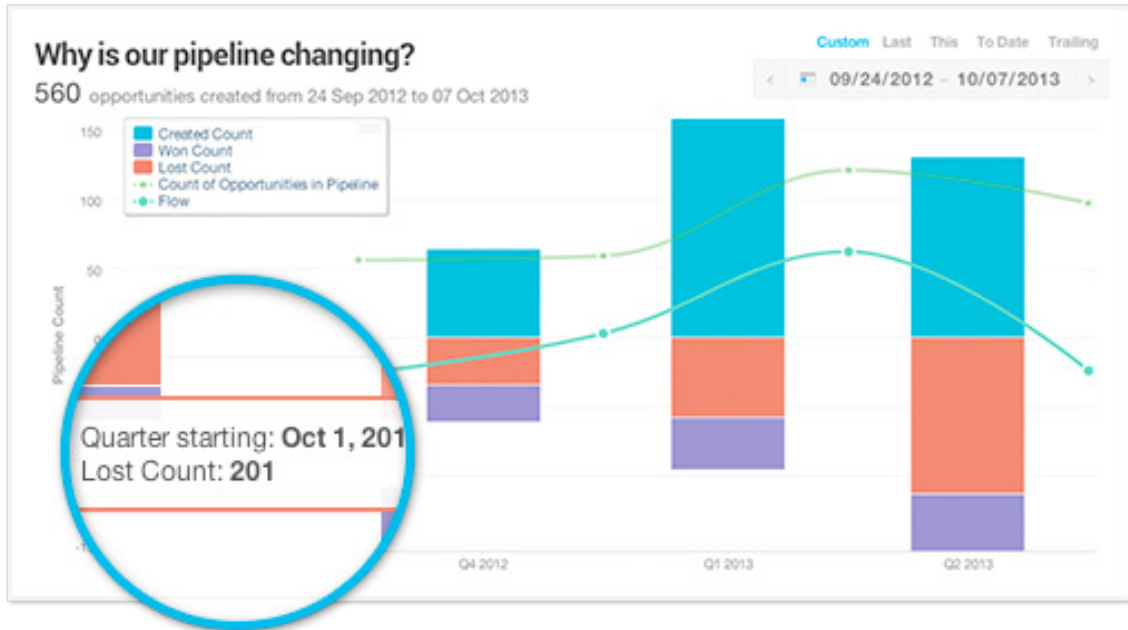 Why is our pipeline changing?
560 opportunities created from 24 Sep 2012 to 07 Oct 2013
Custom Last This To Date Trailing
< 09/24/2012 – 10/07/2013 >
150
100
50
0
Pipeline Count
Created Count
Won Count
Lost Count
Count of Opportunities in Pipeline
Flow
Quarter starting: Oct 1, 201
Lost Count: 201
Q4 2012
Q1 2013
Q2 2013